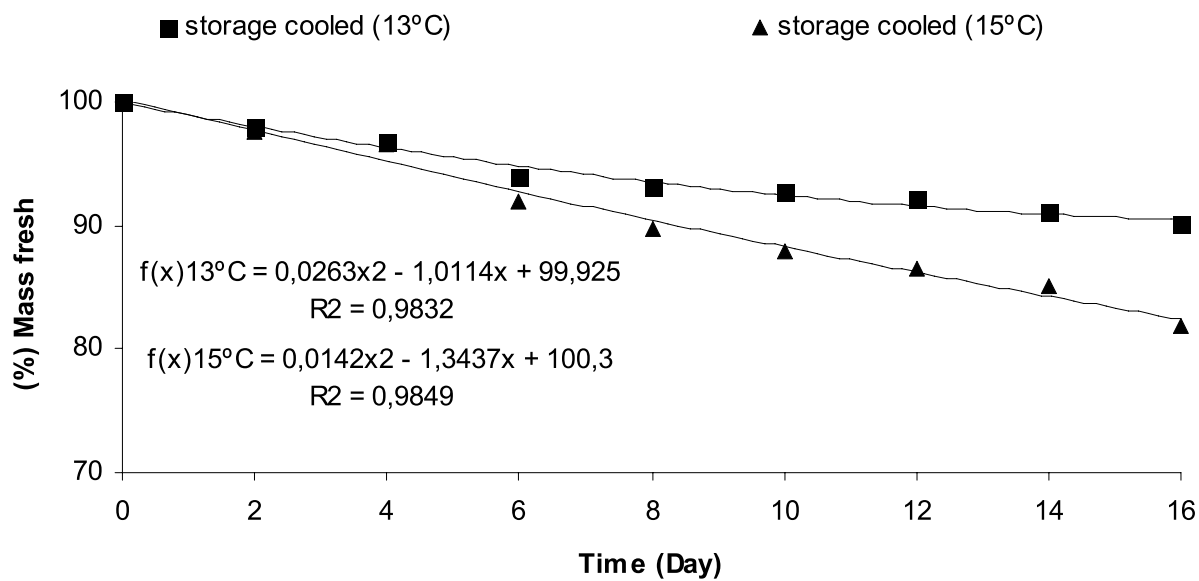 storage cooled (13ºC) storage cooled (15ºC)
100
90
80
70
(%) Mass fresh
f(x)13ºC = 0,0263x2 - 1,0114x + 99,925
R2 = 0,9832
f(x)15ºC = 0,0142x2 - 1,3437x + 100,3
R2 = 0,9849
0 2 4 6 8 10 12 14 16
Time (Day)